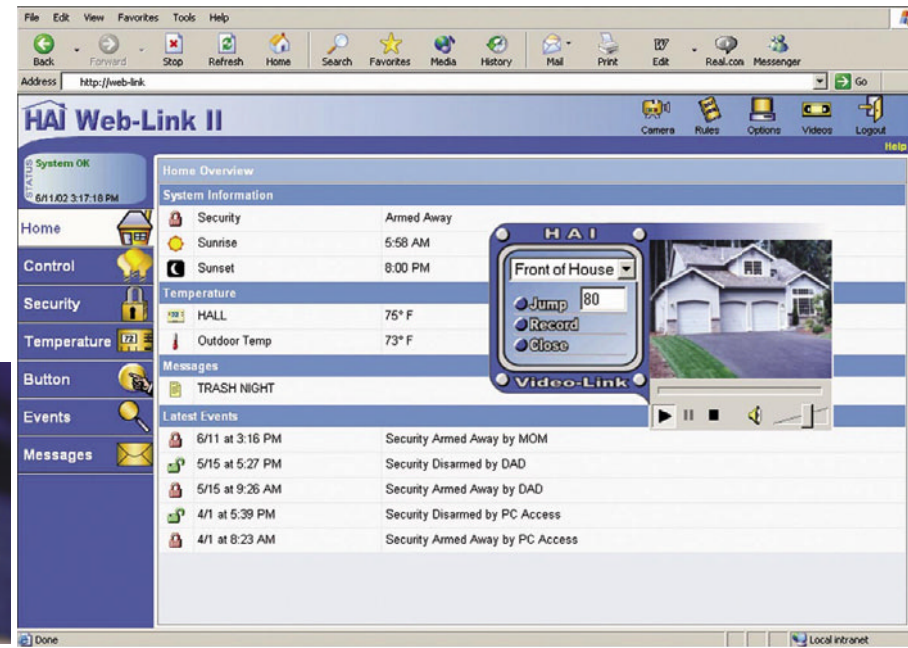 File Edit View Favorites Tools Help
Back Forward Stop Refresh Home Search Favorites Media History Mail Print Edit Real.com Messenger
Address http://web-link Go
HAI Web-Link II
Camera Rules Options Videos Logout
Help
STATUS
System OK
6/11/02 3:17:18 PM
Home
Control
Security
Temperature
72
Button
Events
Messages
Home Overview
System Information
Security Armed Away
Sunrise 5:58 AM
Sunset 8:00 PM
Temperature
HALL 75° F
Outdoor Temp 73° F
Messages
TRASH NIGHT
Latest Events
6/11 at 3:16 PM Security Armed Away by MOM
5/15 at 5:27 PM Security Disarmed by DAD
5/15 at 9:26 AM Security Armed Away by DAD
4/1 at 5:39 PM Security Disarmed by PC Access
4/1 at 8:23 AM Security Armed Away by PC Access
HAI
Front of House
Jump 80
Record
Close
Video-Link
Done Local intranet